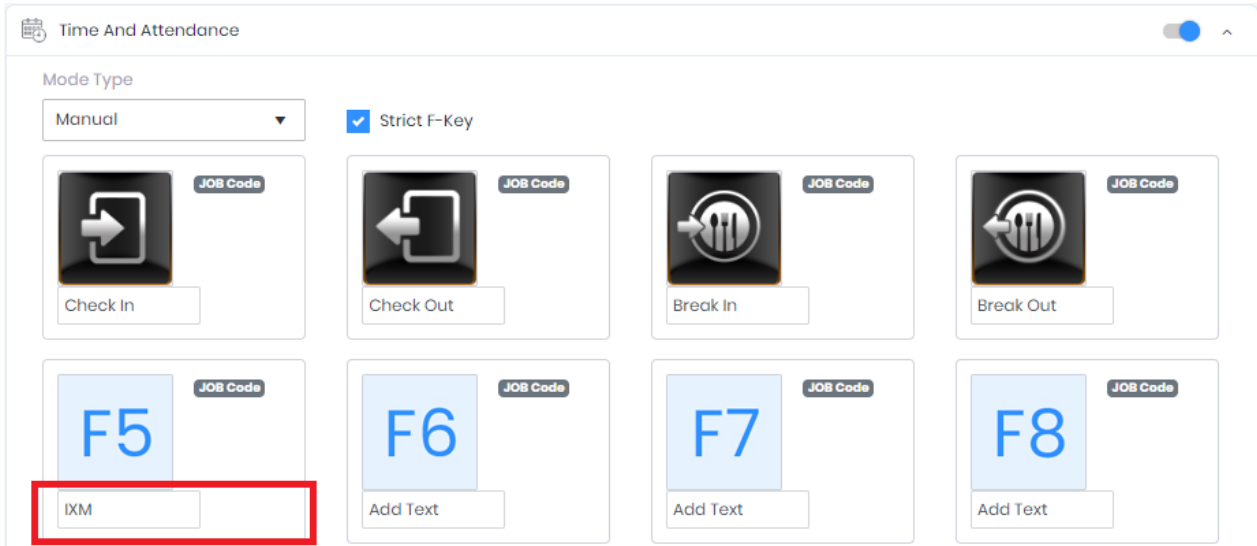 Time And Attendance
Mode Type
Manual
Strict F-Key
JOB Code JOB Code JOB Code JOB Code
Check In Check Out Break In Break Out
JOB Code JOB Code JOB Code JOB Code
F5 F6 F7 F8
IXM Add Text Add Text Add Text